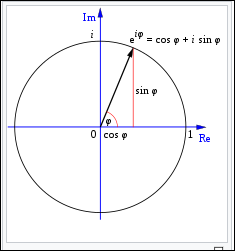 Im
i
e^{iφ} = cos φ + i sin φ
sin φ
φ
0 cos φ 1
Re